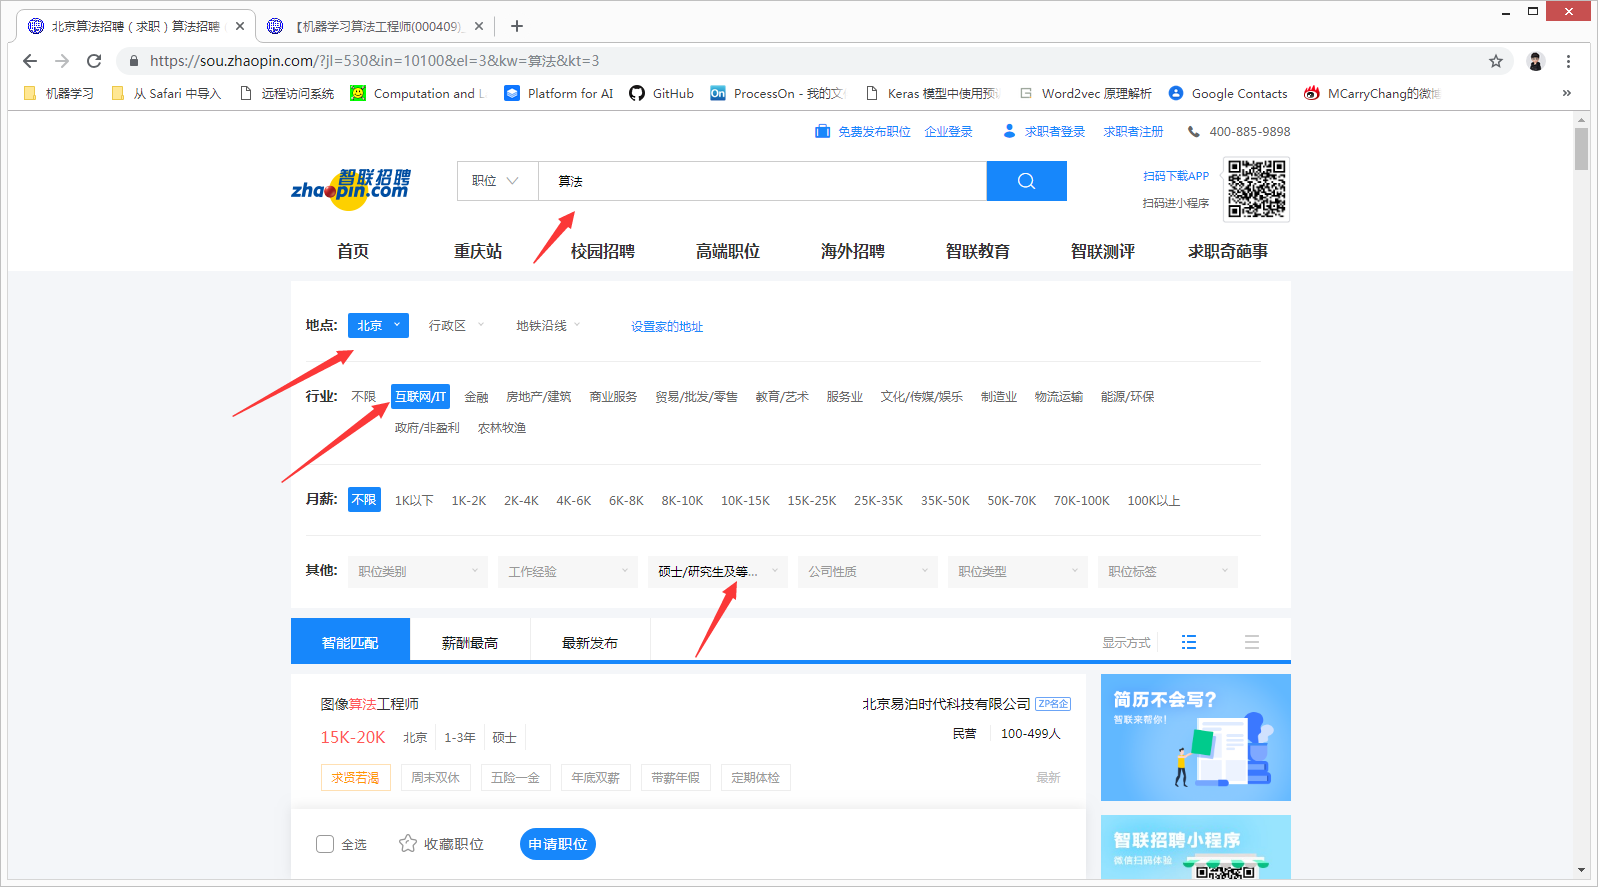 北京算法招聘（求职）算法招聘
【机器学习算法工程师(000409)_
https://sou.zhaopin.com/?jl=530&in=10100&el=3&kw=算法&kt=3
机器学习
从 Safari 中导入
远程访问系统
Computation and L
Platform for AI
GitHub
On
ProcessOn - 我的文
Keras 模型中使用预
Word2vec 原理解析
Google Contacts
MCarryChang的微博
免费发布职位 企业登录 求职者登录 求职者注册 400-885-9898
智联招聘
zhaopin.com
职位
算法
扫码下载APP
扫码进小程序
首页 重庆站 校园招聘 高端职位 海外招聘 智联教育 智联测评 求职奇葩事
地点: 北京 行政区 地铁沿线 设置家的地址
行业: 不限 互联网/IT 金融 房地产/建筑 商业服务 贸易/批发/零售 教育/艺术 服务业 文化/传媒/娱乐 制造业 物流运输 能源/环保
政府/非盈利 农林牧渔
月薪: 不限 1K以下 1K-2K 2K-4K 4K-6K 6K-8K 8K-10K 10K-15K 15K-25K 25K-35K 35K-50K 50K-70K 70K-100K 100K以上
其他: 职位类别 工作经验 硕士/研究生及等... 公司性质 职位类型 职位标签
智能匹配 薪酬最高 最新发布 显示方式
图像算法工程师
北京易泊时代科技有限公司 ZP名企
15K-20K 北京 1-3年 硕士
民营 100-499人
求贤若渴 周末双休 五险一金 年底双薪 带薪年假 定期体检
最新
全选 收藏职位 申请职位
简历不会写?
智联来帮你!
智联招聘小程序
微信扫码体验